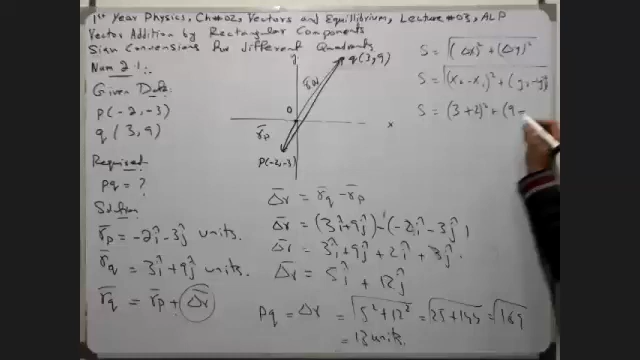 1st Year Physics, Ch#02, Vectors and Equilibrium, Lecture #03, ALP
Vector Addition by Rectangular Components
Sign Conventions for Different Quadrants
Num 2.1:
Given Data:
P(-2,-3)
q(3,9)
Required:
pq = ?
Solution
r̄p = -2î -3ĵ units.
r̄q = 3î + 9ĵ units.
r̄q = r̄p + Δr̄
y
q(3,9)
0
r̄p
x
P(-2,-3)
Δr̄ = r̄q - r̄p
Δr̄ = (3î + 9ĵ) - (-2î - 3ĵ)
Δr̄ = 3î + 9ĵ + 2î + 3ĵ
Δr̄ = 5î + 12ĵ
pq = Δr = √5² + 12² = √25 + 144 = √169
= 13 units.
S = √(Δx)² + (Δy)²
S = √(x₂ - x₁)² + (y₂ - y₁)²
S = (3+2)² + (9 -